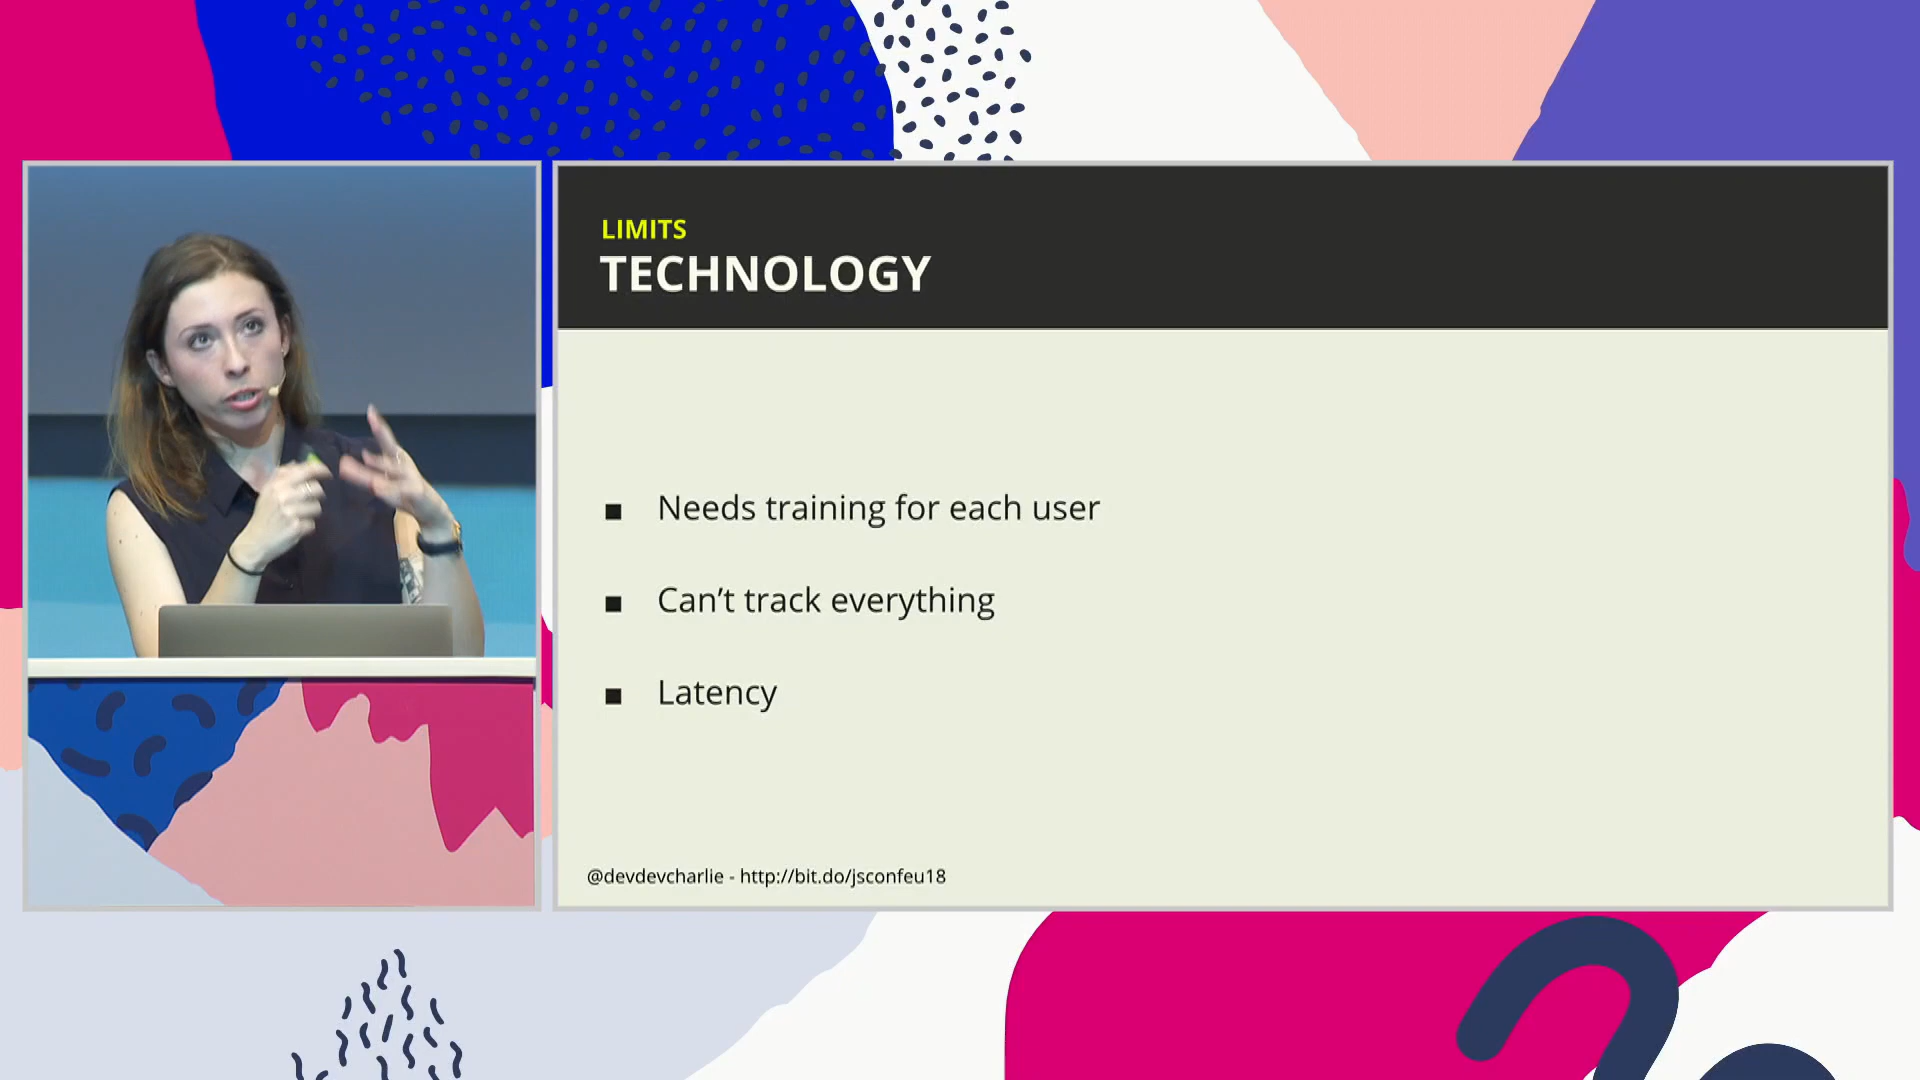 LIMITS
TECHNOLOGY
Needs training for each user
Can’t track everything
Latency
@devdevcharlie - http://bit.do/jsconfeu18